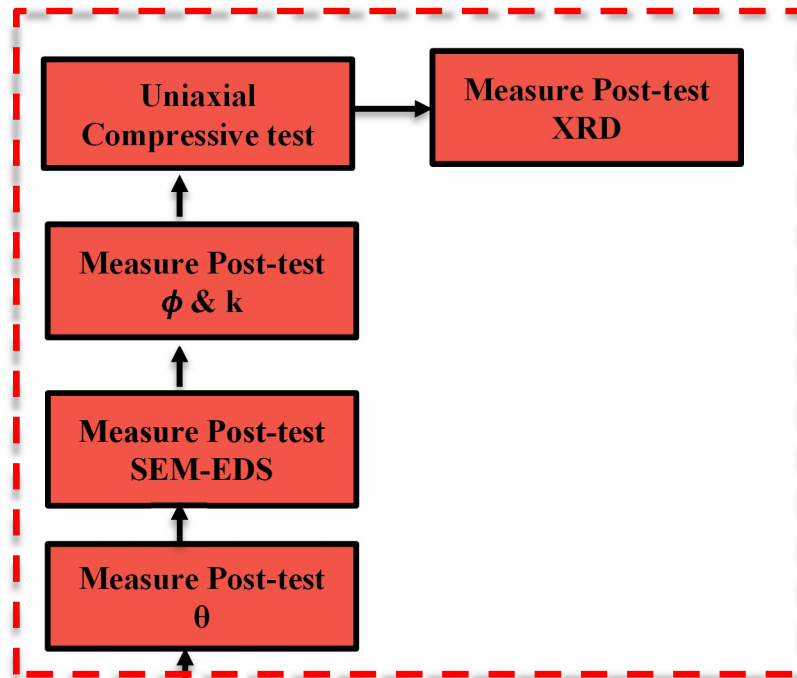 Uniaxial
Compressive test
Measure Post-test
XRD
Measure Post-test
ϕ & k
Measure Post-test
SEM-EDS
Measure Post-test
θ